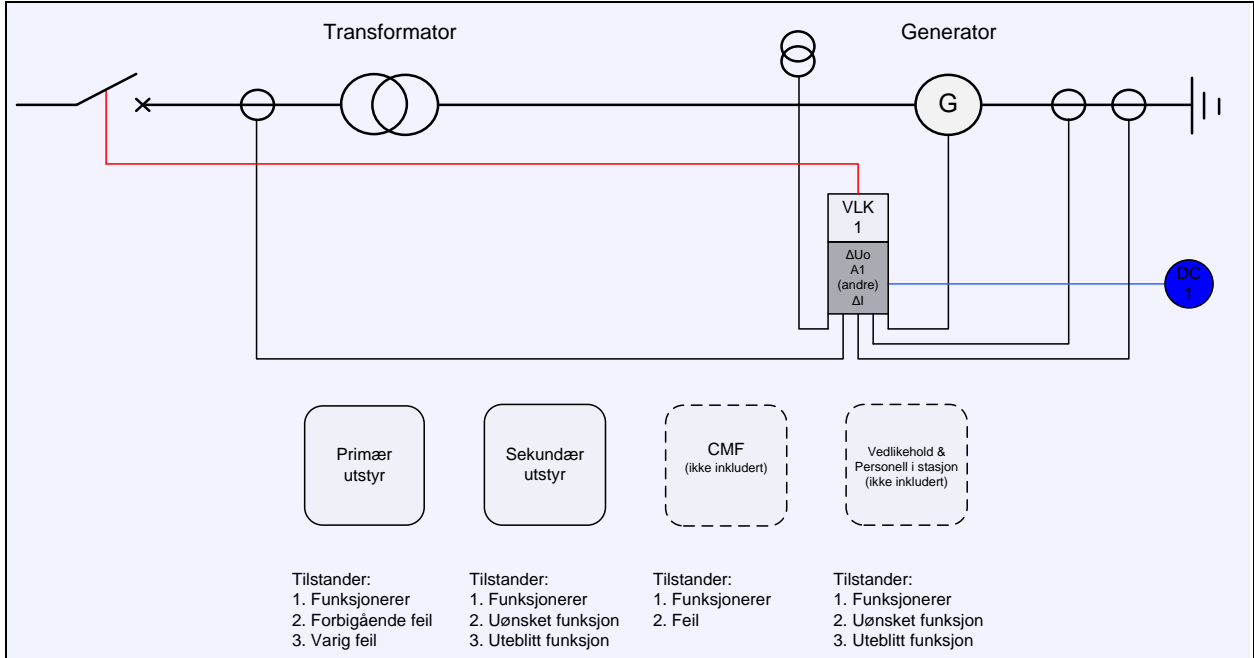 Transformator
Generator
G
VLK
1
ΔUo
A1
(andre)
ΔI
DC
1
Primær
utstyr
Sekundær
utstyr
CMF
(ikke inkludert)
Vedlikehold &
Personell i stasjon
(ikke inkludert)
Tilstander:
1. Funksjonerer
2. Forbigående feil
3. Varig feil
Tilstander:
1. Funksjonerer
2. Uønsket funksjon
3. Uteblitt funksjon
Tilstander:
1. Funksjonerer
2. Feil
Tilstander:
1. Funksjonerer
2. Uønsket funksjon
3. Uteblitt funksjon